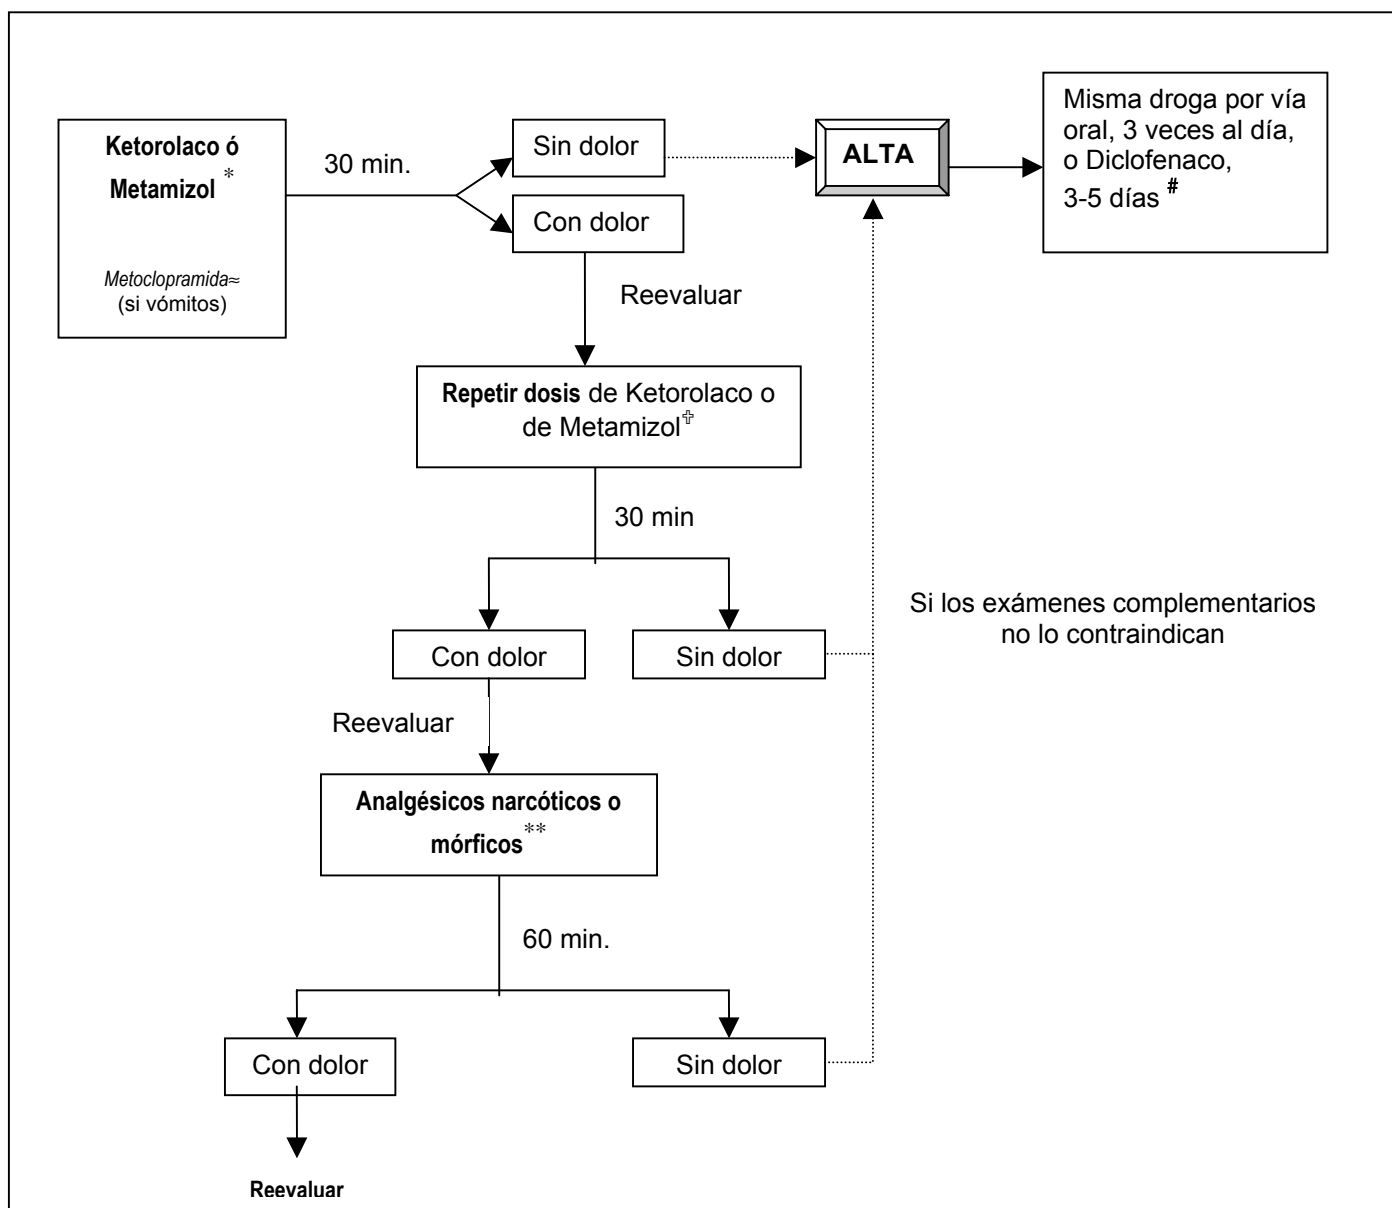 Ketorolaco ó
Metamizol *
Metoclopramida≈
(si vómitos)
30 min.
Sin dolor
Con dolor
ALTA
Misma droga por vía
oral, 3 veces al día,
o Diclofenaco,
3-5 días #
Reevaluar
Repetir dosis de Ketorolaco o
de Metamizol✞
30 min
Con dolor
Sin dolor
Si los exámenes complementarios
no lo contraindican
Reevaluar
Analgésicos narcóticos o
mórficos**
60 min.
Con dolor
Sin dolor
Reevaluar